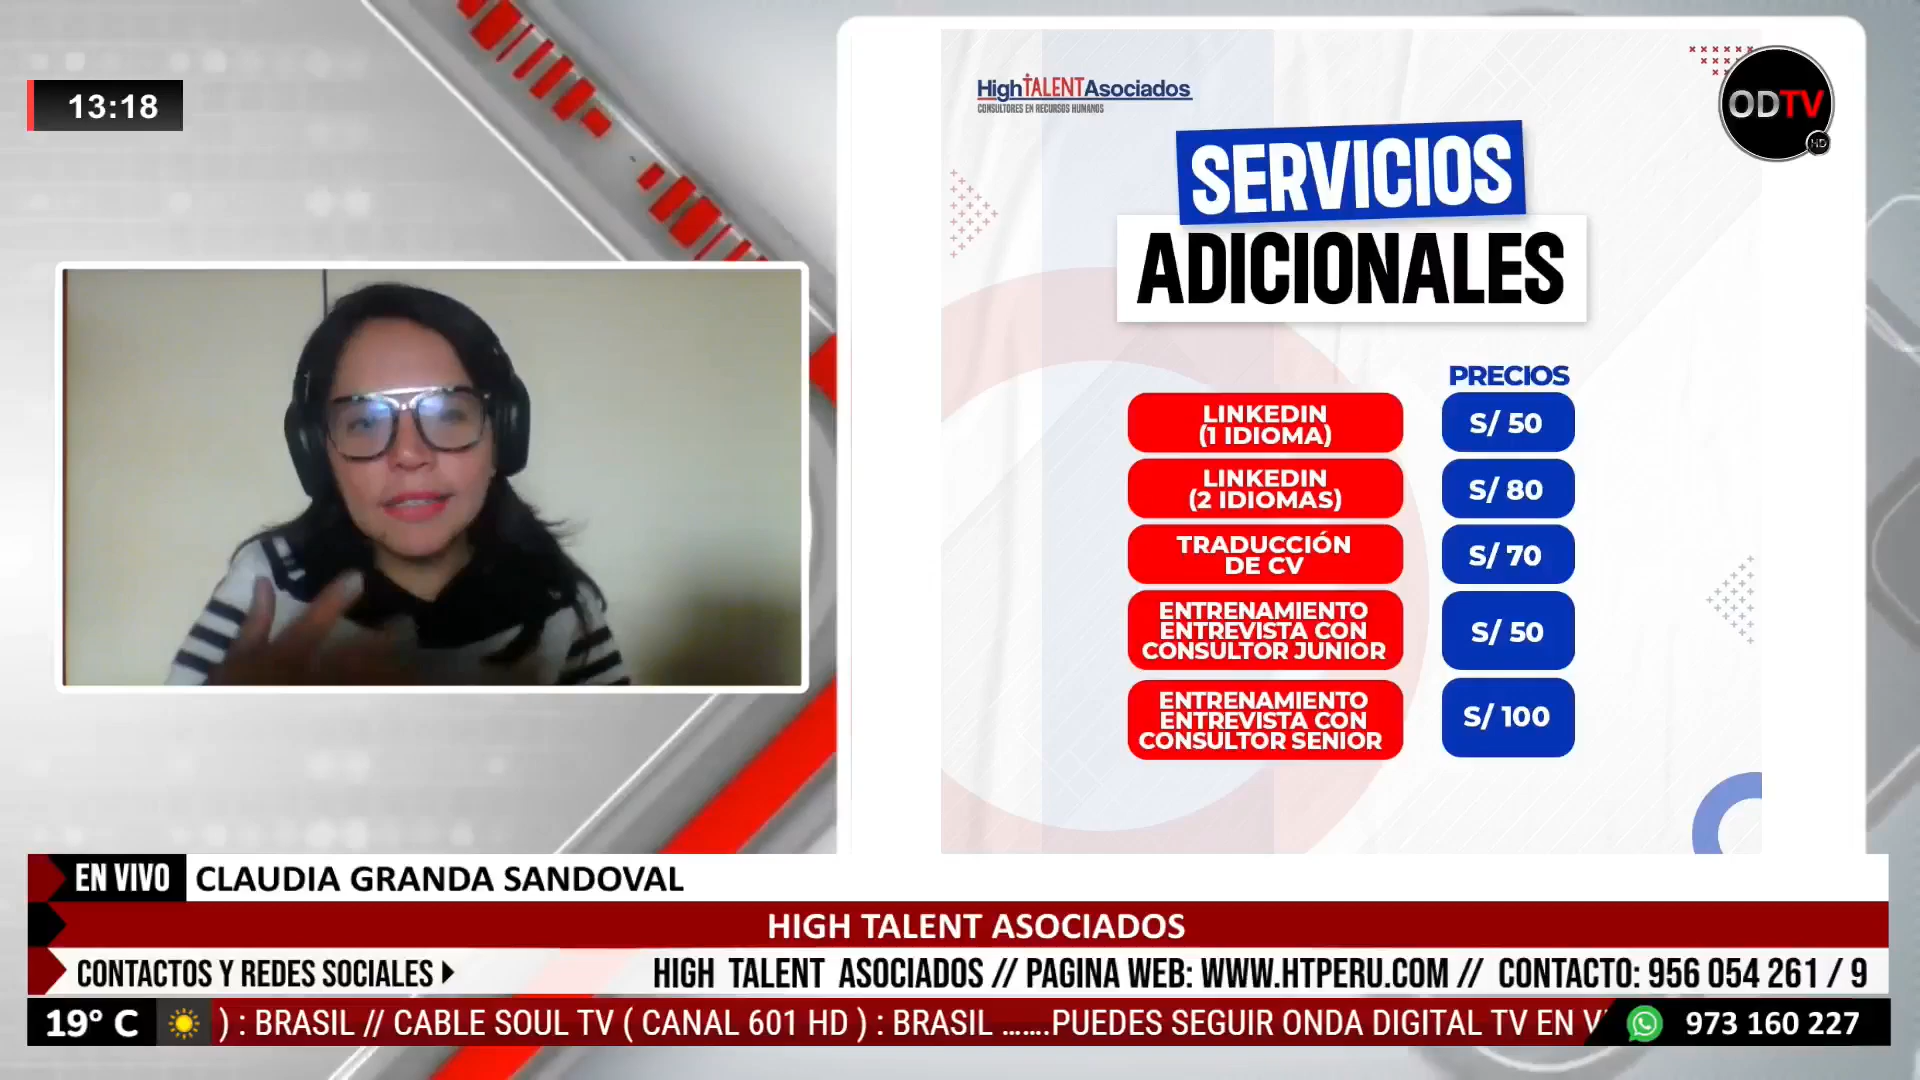 13:18
HighTALENTAsociados
CONSULTORES EN RECURSOS HUMANOS
ODTV
HD
SERVICIOS
ADICIONALES
PRECIOS
LINKEDIN
(1 IDIOMA)
S/ 50
LINKEDIN
(2 IDIOMAS)
S/ 80
TRADUCCIÓN
DE CV
S/ 70
ENTRENAMIENTO
ENTREVISTA CON
CONSULTOR JUNIOR
S/ 50
ENTRENAMIENTO
ENTREVISTA CON
CONSULTOR SENIOR
S/ 100
EN VIVO CLAUDIA GRANDA SANDOVAL
HIGH TALENT ASOCIADOS
CONTACTOS Y REDES SOCIALES HIGH TALENT ASOCIADOS // PAGINA WEB: WWW.HTPERU.COM // CONTACTO: 956 054 261 / 9
19° C ) : BRASIL // CABLE SOUL TV ( CANAL 601 HD ) : BRASIL .......PUEDES SEGUIR ONDA DIGITAL TV EN V 973 160 227